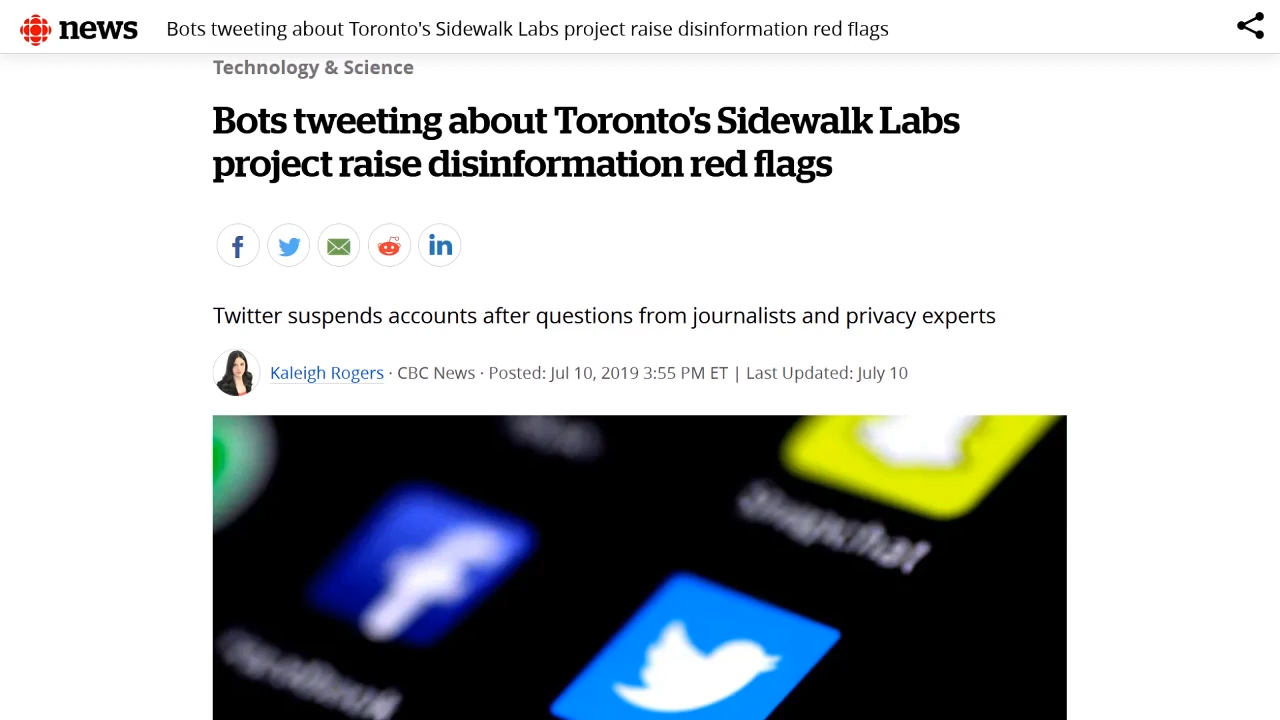 news
Bots tweeting about Toronto's Sidewalk Labs project raise disinformation red flags
Technology & Science
Bots tweeting about Toronto's Sidewalk Labs
project raise disinformation red flags
Twitter suspends accounts after questions from journalists and privacy experts
Kaleigh Rogers · CBC News · Posted: Jul 10, 2019 3:55 PM ET | Last Updated: July 10
Snapchat
Facebook